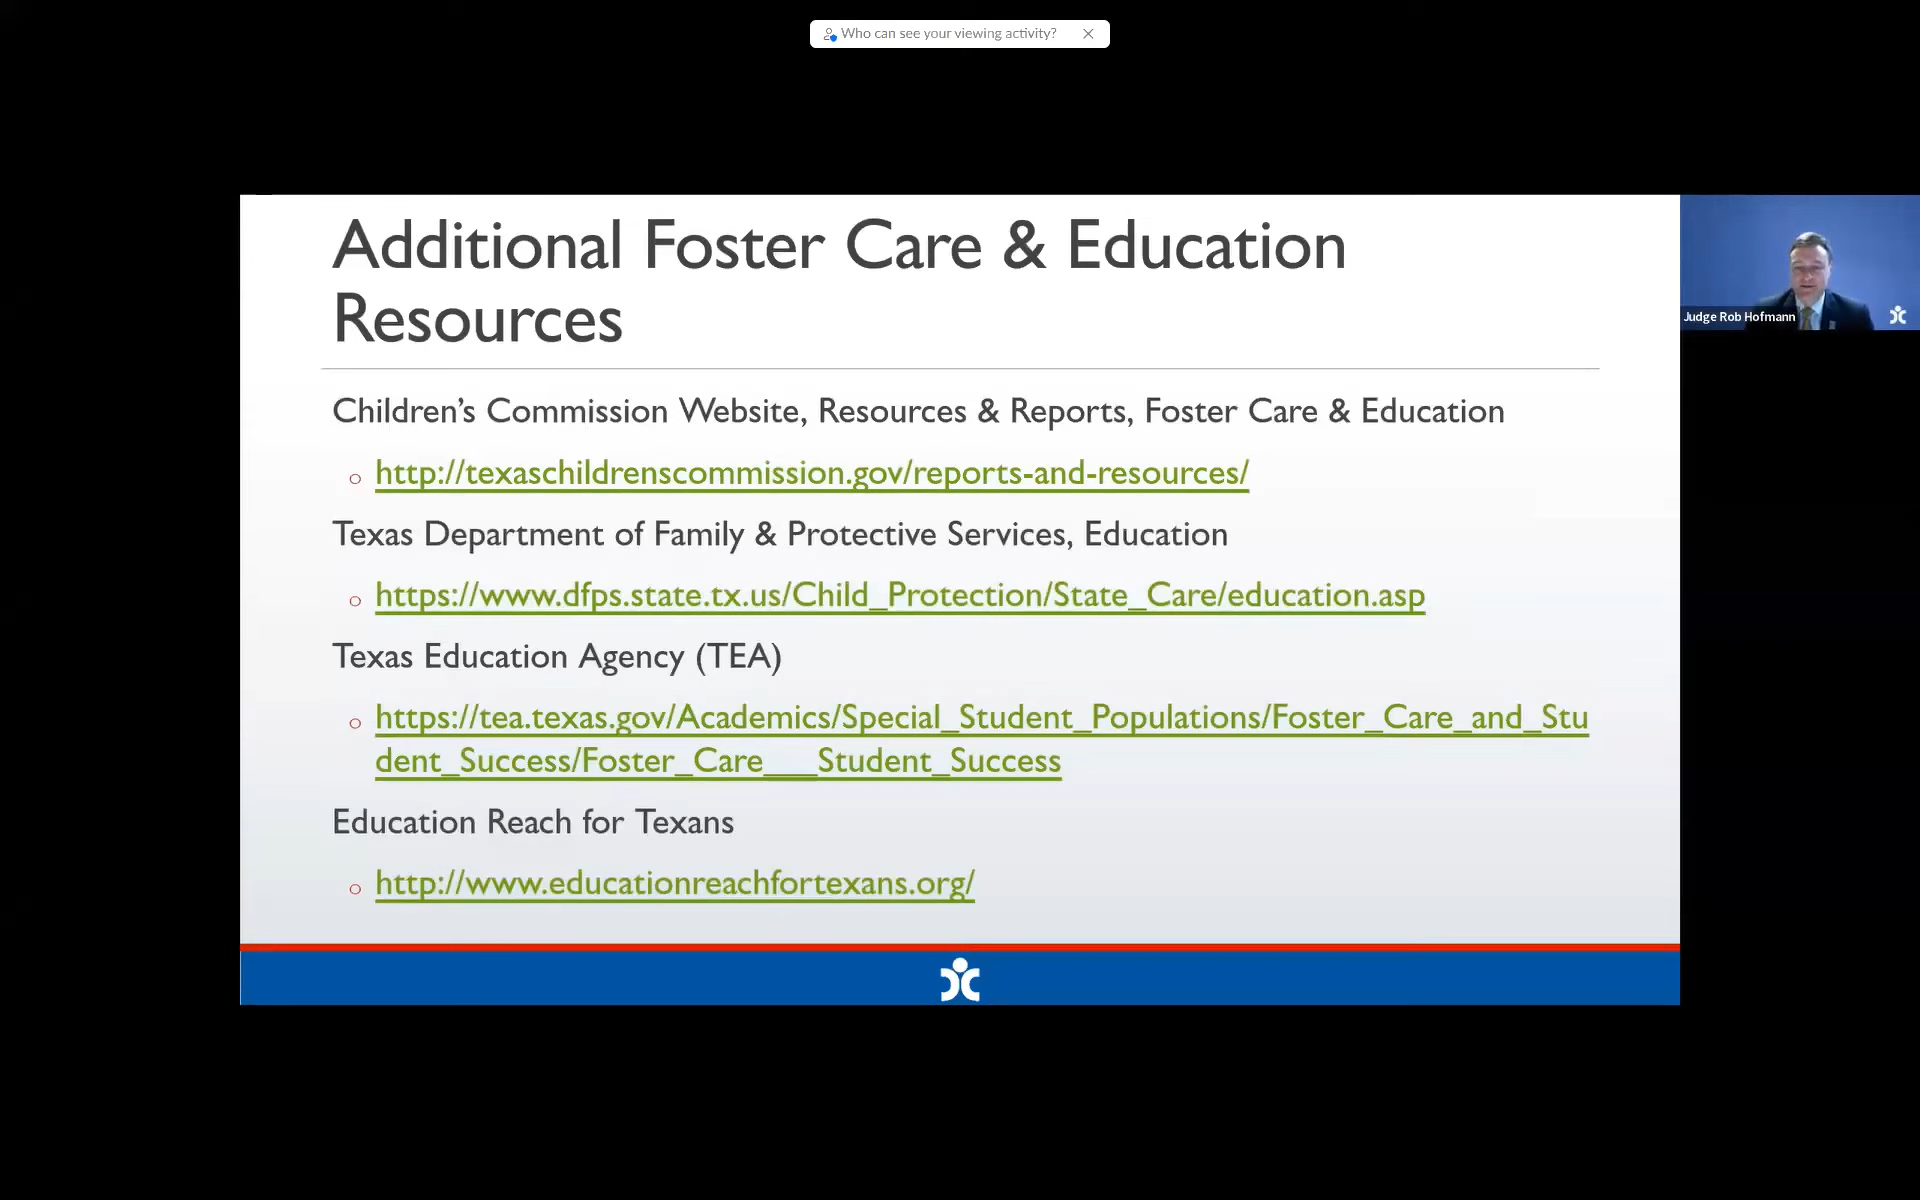 Who can see your viewing activity?
Additional Foster Care & Education
Resources
Judge Rob Hofmann
Children’s Commission Website, Resources & Reports, Foster Care & Education
http://texaschildrenscommission.gov/reports-and-resources/
Texas Department of Family & Protective Services, Education
https://www.dfps.state.tx.us/Child_Protection/State_Care/education.asp
Texas Education Agency (TEA)
https://tea.texas.gov/Academics/Special_Student_Populations/Foster_Care_and_Stu
dent_Success/Foster_Care___Student_Success
Education Reach for Texans
http://www.educationreachfortexans.org/